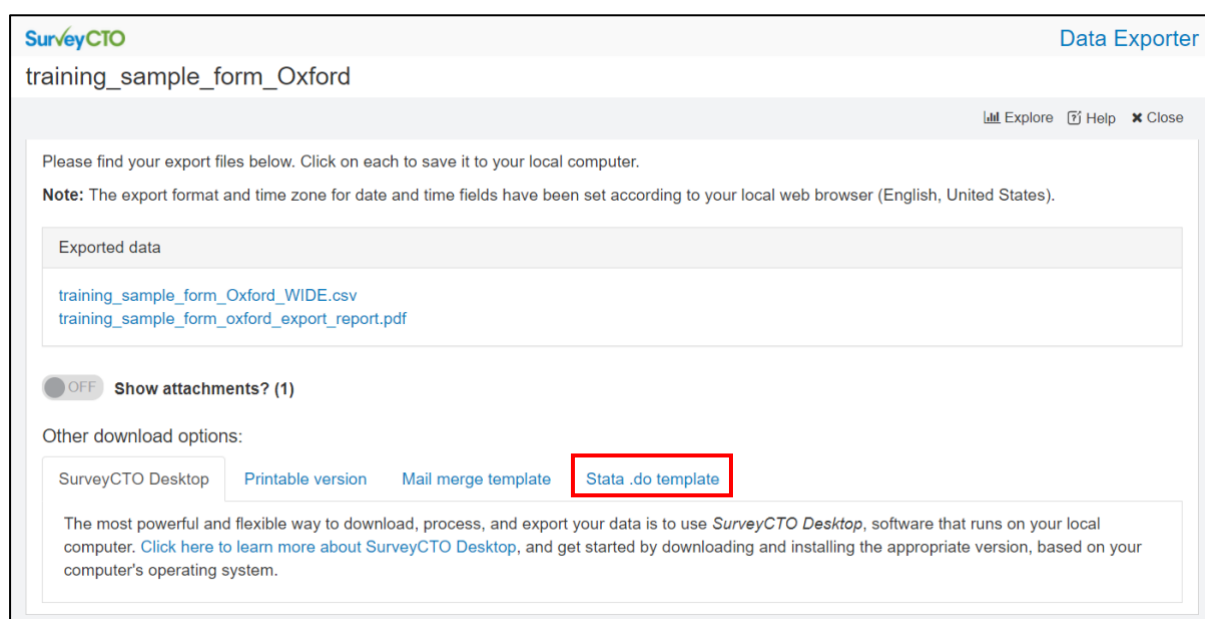 SurveyCTO
Data Exporter
training_sample_form_Oxford
Explore Help Close
Please find your export files below. Click on each to save it to your local computer.
Note: The export format and time zone for date and time fields have been set according to your local web browser (English, United States).
Exported data
training_sample_form_Oxford_WIDE.csv
training_sample_form_oxford_export_report.pdf
OFF Show attachments? (1)
Other download options:
SurveyCTO Desktop Printable version Mail merge template Stata .do template
The most powerful and flexible way to download, process, and export your data is to use SurveyCTO Desktop, software that runs on your local
computer. Click here to learn more about SurveyCTO Desktop, and get started by downloading and installing the appropriate version, based on your
computer's operating system.